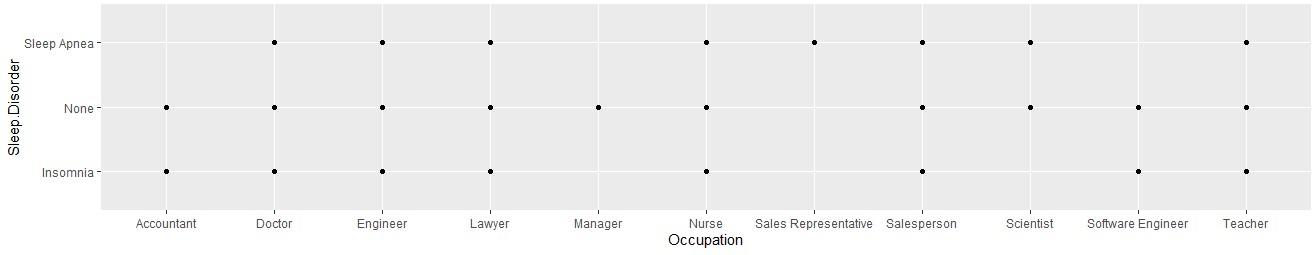 Sleep.Disorder
Sleep Apnea
None
Insomnia
Accountant Doctor Engineer Lawyer Manager Nurse Sales Representative Salesperson Scientist Software Engineer Teacher
Occupation